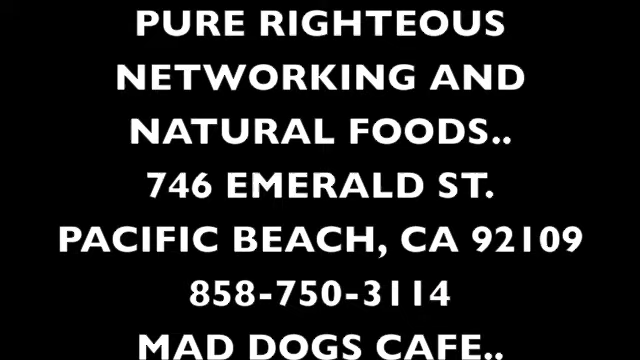 PURE RIGHTEOUS
NETWORKING AND
NATURAL FOODS..
746 EMERALD ST.
PACIFIC BEACH, CA 92109
858-750-3114
MAD DOGS CAFE..